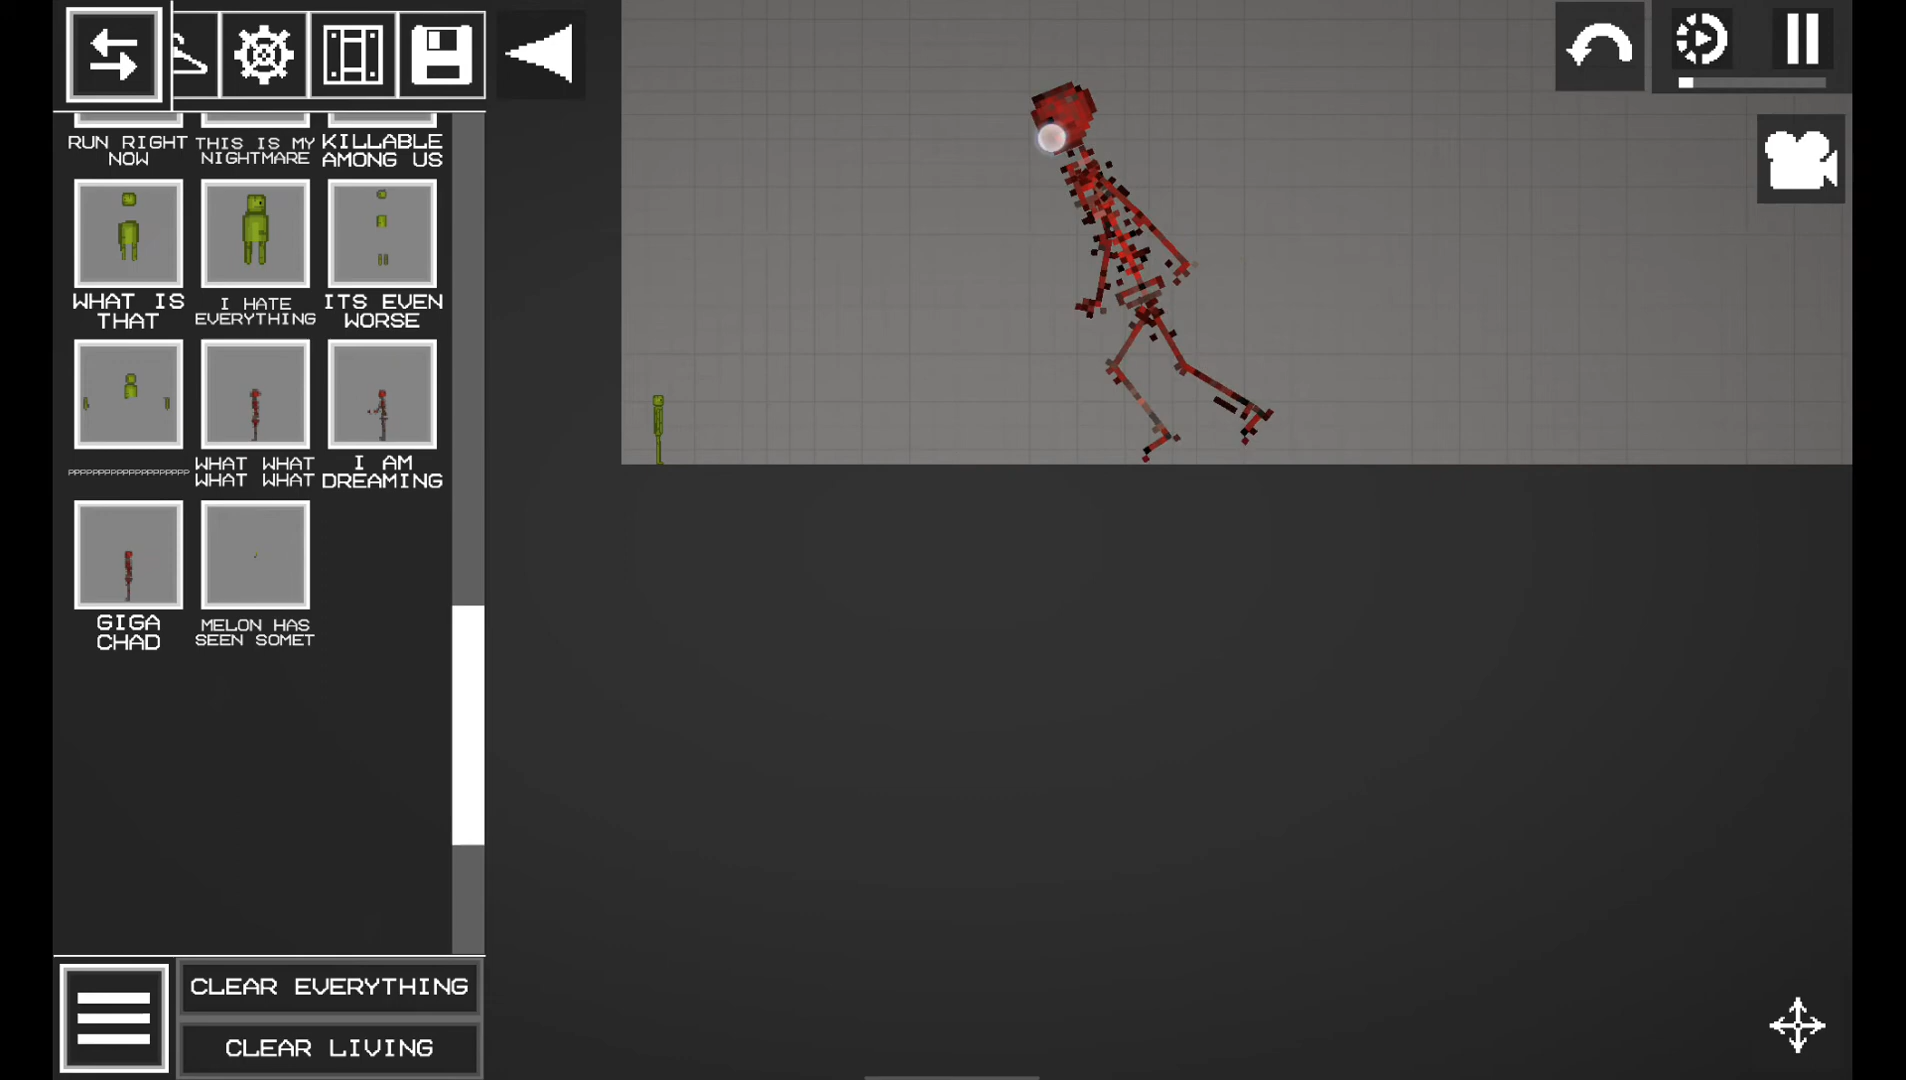 RUN RIGHT
NOW
THIS IS MY
NIGHTMARE
KILLABLE
AMONG US
WHAT IS
THAT
I HATE
EVERYTHING
ITS EVEN
WORSE
WHAT WHAT
WHAT WHAT
I AM
DREAMING
GIGA
CHAD
MELON HAS
SEEN SOMET
CLEAR EVERYTHING
CLEAR LIVING